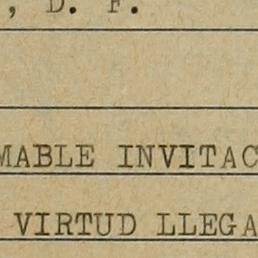 , D. F.
MABLE INVITAC
VIRTUD LLEGA